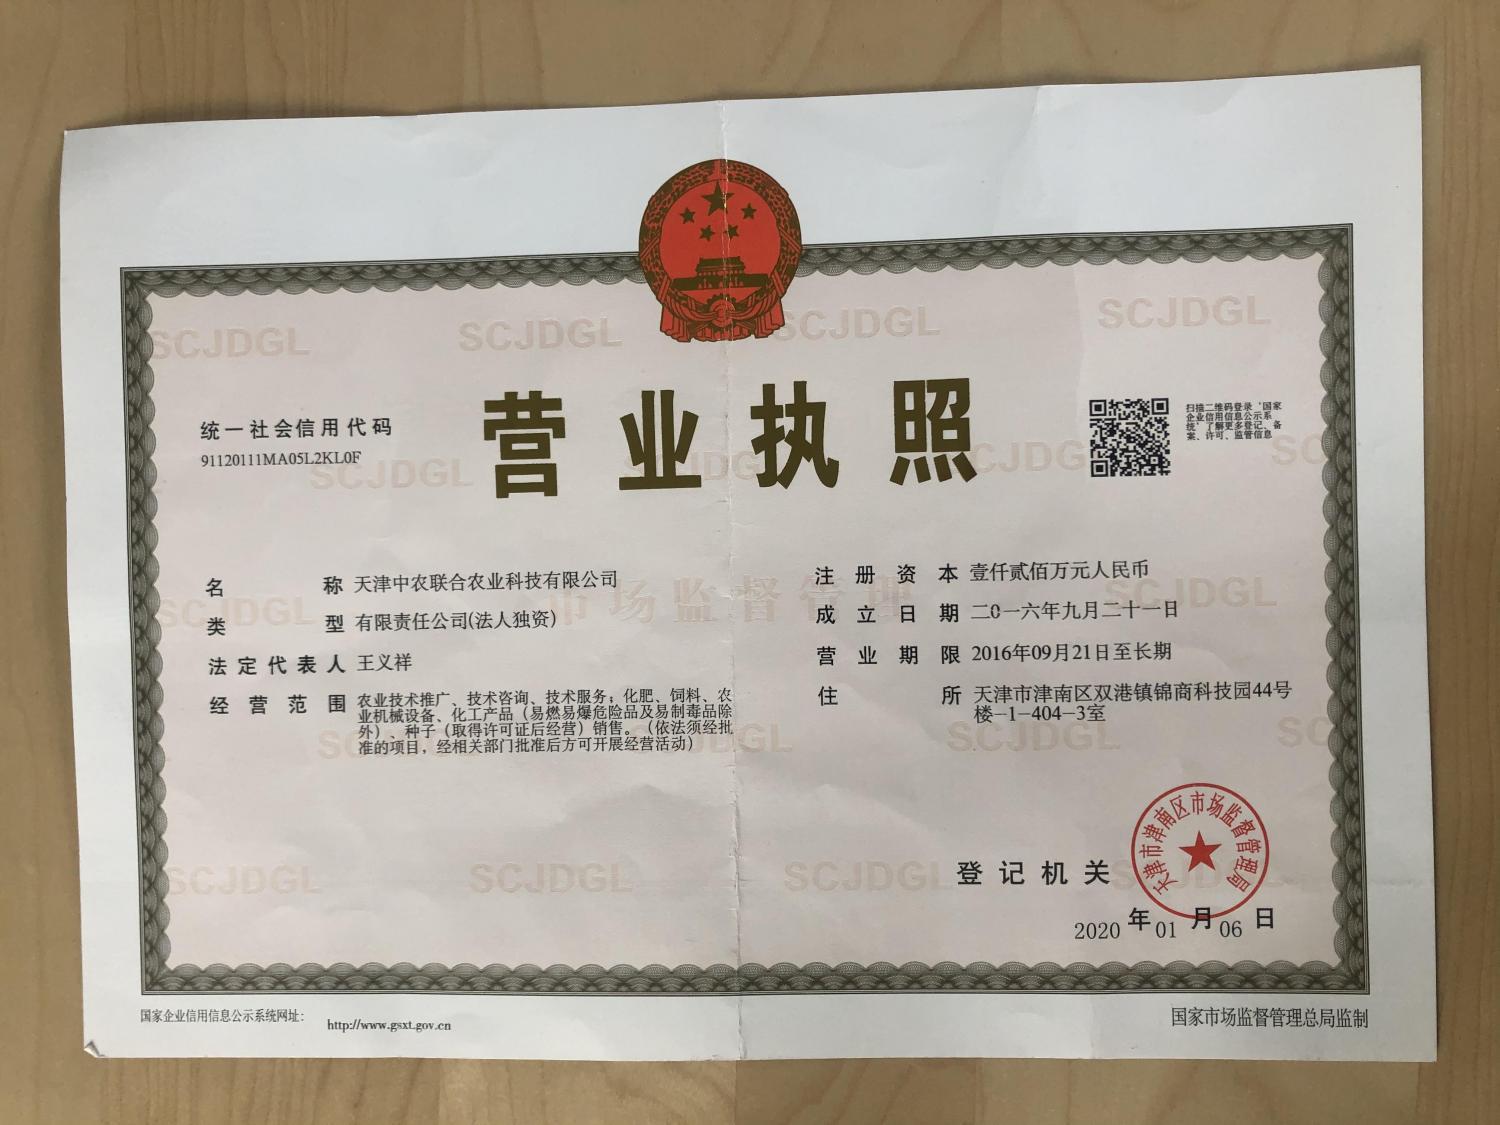 营业执照
统一社会信用代码
91120111MA05L2KL0F
扫描二维码登录‘国家
企业信用信息公示系
统’了解更多登记、备
案、许可、监管信息
名称 天津中农联合农业科技有限公司
类型 有限责任公司(法人独资)
法定代表人 王义祥
经营范围 农业技术推广、技术咨询、技术服务；化肥、饲料、农
业机械设备、化工产品（易燃易爆危险品及易制毒品除
外）、种子（取得许可证后经营）销售。（依法须经批
准的项目，经相关部门批准后方可开展经营活动）
注册资本 壹仟贰佰万元人民币
成立日期 二0一六年九月二十一日
营业期限 2016年09月21日至长期
住所 天津市津南区双港镇锦商科技园44号
楼-1-404-3室
登记机关
天津市津南区市场监督管理局
2020年01月06日
国家企业信用信息公示系统网址：
http://www.gsxt.gov.cn
国家市场监督管理总局监制
SCJDGL
市场监督管理